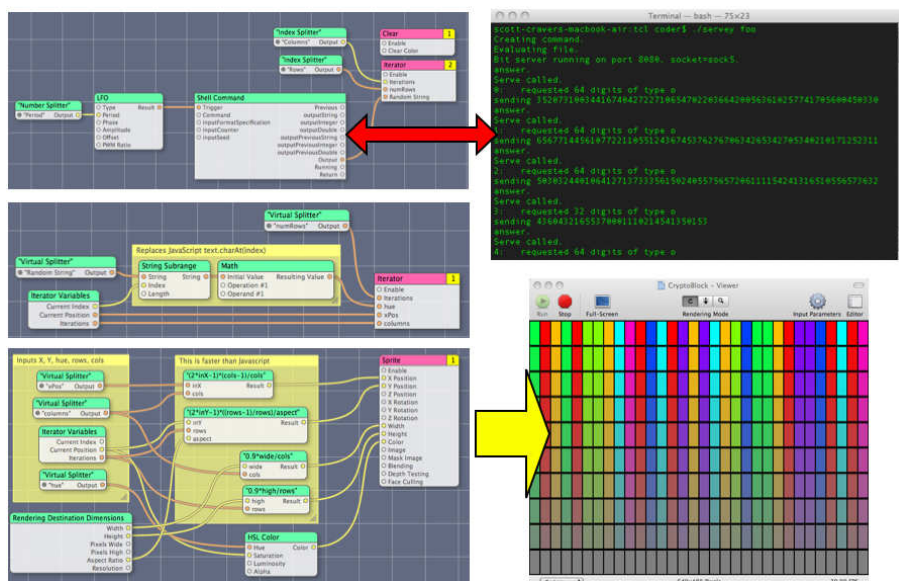 "Index Splitter"
"Columns" Output
"Index Splitter"
"Rows" Output
Clear 1
Enable
Clear Color
Iterator 2
Enable
Iterations
numRows
Random String
"Number Splitter"
"Period" Output
LFO
Type Result
Period
Phase
Amplitude
Offset
PWM Ratio
Shell Command
Trigger Previous
Command outputString
inputFormatSpecification outputInteger
inputCounter outputDouble
inputSeed outputPreviousString
outputPreviousInteger
outputPreviousDouble
Output
Running
Return
Terminal — bash — 75×23
scott-cravers-macbook-air:tcl coder$ ./servey foo
Creating command.
Evaluating file.
Bit server running on port 8080. socket=sock5.
answer.
Serve called.
0: requested 64 digits of type o
answer.
Serve called.
1: requested 64 digits of type o
answer.
Serve called.
2: requested 64 digits of type o
answer.
Serve called.
3: requested 32 digits of type o
sending 43604321655370001110214541350153
answer.
Serve called.
4: requested 64 digits of type o
"Virtual Splitter"
"numRows" Output
Replaces JavaScript text.charAt(index)
"Virtual Splitter"
"Random String" Output
String Subrange
String String
Index
Length
Math
Initial Value Resulting Value
Operation #1
Operand #1
Iterator Variables
Current Index
Current Position
Iterations
Iterator 1
Enable
Iterations
hue
xPos
columns
Inputs X, Y, hue, rows, cols
"Virtual Splitter"
"xPos" Output
"Virtual Splitter"
"columns" Output
Iterator Variables
Current Index
Current Position
Iterations
"Virtual Splitter"
"hue" Output
Rendering Destination Dimensions
Width
Height
Pixels Wide
Pixels High
Aspect Ratio
Resolution
This is faster than Javascript
"(2*inX-1)*(cols-1)/cols"
inX Result
cols
"(2*inY-1)*((rows-1)/rows)/aspect"
inY Result
rows
aspect
"0.9*wide/cols"
wide Result
cols
"0.9*high/rows"
high Result
rows
HSL Color
Hue Color
Saturation
Luminosity
Alpha
Sprite 1
Enable
X Position
Y Position
Z Position
X Rotation
Y Rotation
Z Rotation
Width
Height
Color
Image
Mask Image
Blending
Depth Testing
Face Culling
CryptoBlock - Viewer
Run Stop Full-Screen Rendering Mode Input Parameters Editor